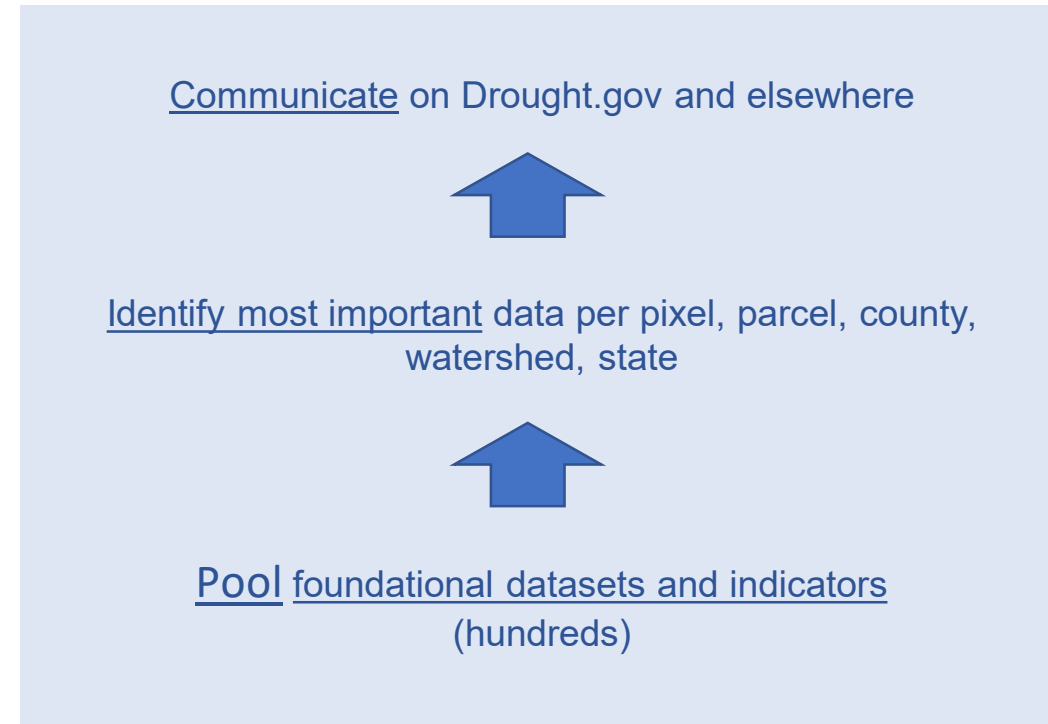 Communicate on Drought.gov and elsewhere
Identify most important data per pixel, parcel, county,
watershed, state
Pool foundational datasets and indicators
(hundreds)